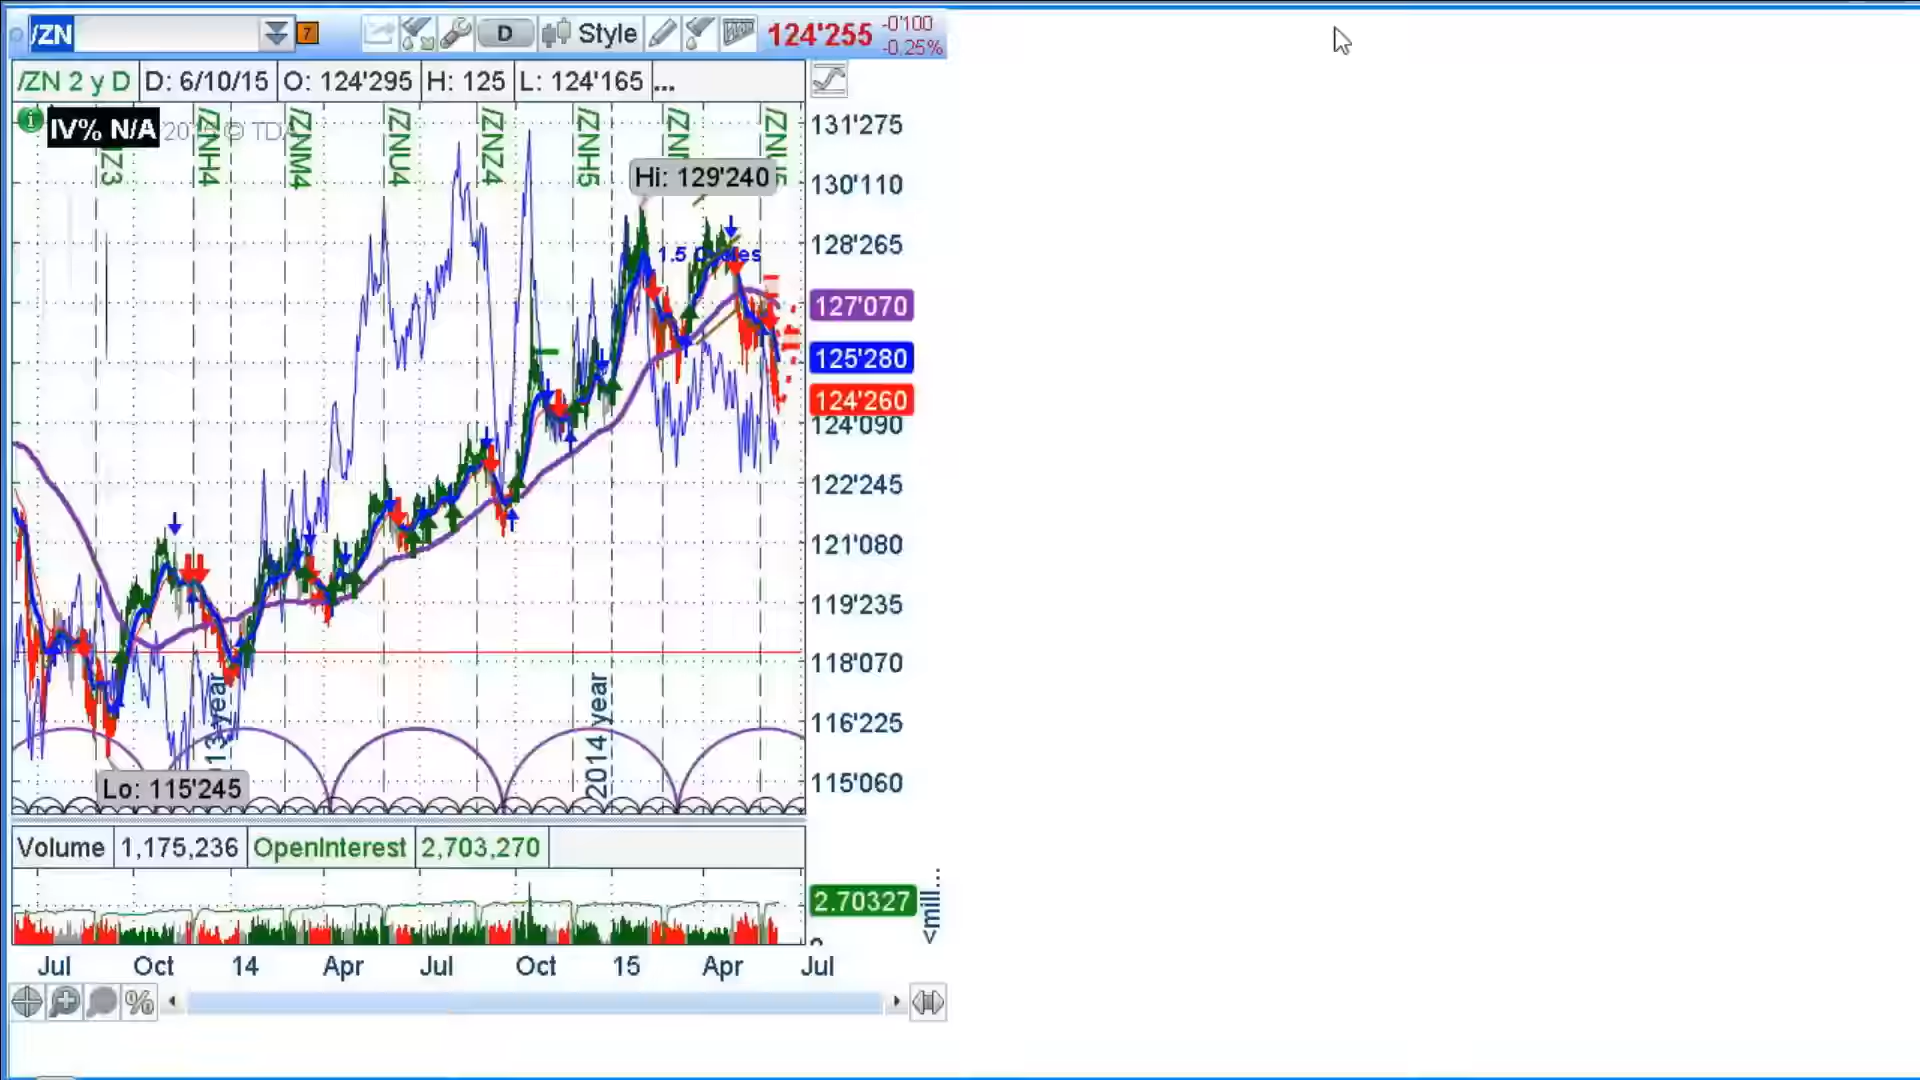 /ZN
7
D
Style
124'255
-0'100
-0.25%
/ZN 2 y D
D: 6/10/15
O: 124'295
H: 125
L: 124'165
...
IV% N/A
© TDA
/ZNH4
/ZNM4
/ZNU4
/ZNZ4
/ZNH5
Hi: 129'240
1.5
131'275
130'110
128'265
127'070
125'280
124'260
124'090
122'245
121'080
119'235
118'070
116'225
115'060
2014 year
Lo: 115'245
Volume
1,175,236
OpenInterest
2,703,270
2.70327
<mill...
Jul
Oct
14
Apr
Jul
Oct
15
Apr
Jul
%